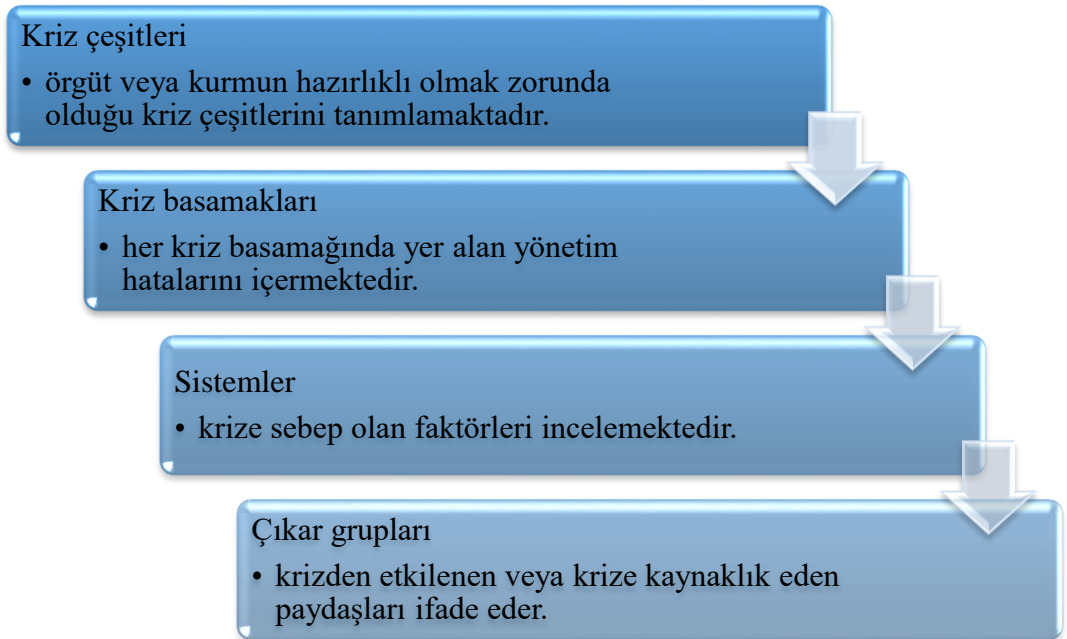 Kriz çeşitleri
• örgüt veya kurmun hazırlıklı olmak zorunda
olduğu kriz çeşitlerini tanımlamaktadır.
Kriz basamakları
• her kriz basamağında yer alan yönetim
hatalarını içermektedir.
Sistemler
• krize sebep olan faktörleri incelemektedir.
Çıkar grupları
• krizden etkilenen veya krize kaynaklık eden
paydaşları ifade eder.